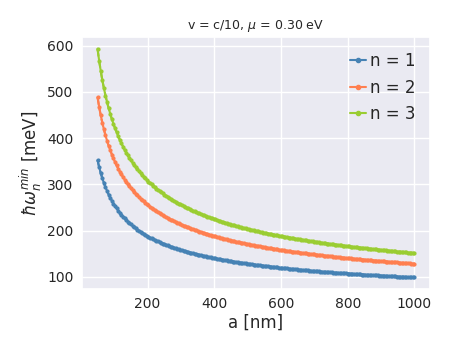 v = c/10, μ = 0.30 eV
600
500
400
300
200
100
ℏω_n^min [meV]
n = 1
n = 2
n = 3
200
400
600
800
1000
a [nm]